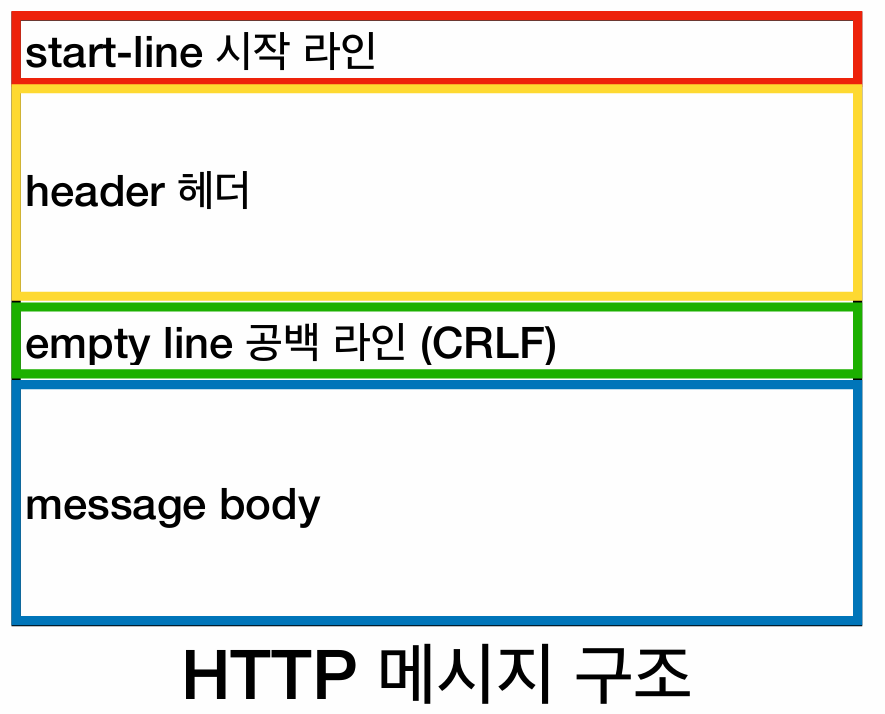 start-line 시작 라인
header 헤더
empty line 공백 라인 (CRLF)
message body
HTTP 메시지 구조